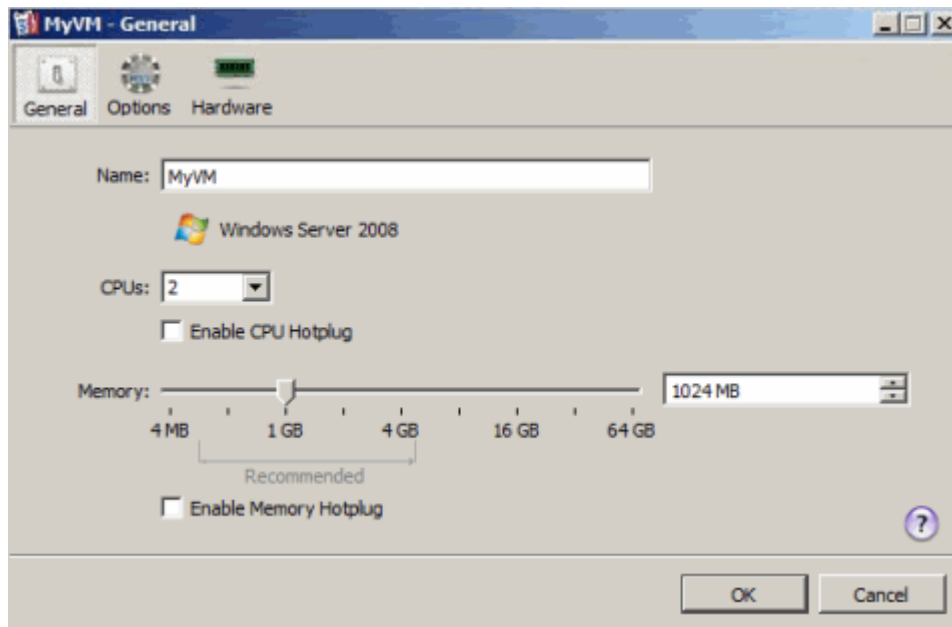 MyVM - General
General Options Hardware
Name: MyVM
Windows Server 2008
CPUs: 2
Enable CPU Hotplug
Memory: 1024 MB
4 MB 1 GB 4 GB 16 GB 64 GB
Recommended
Enable Memory Hotplug
?
OK Cancel